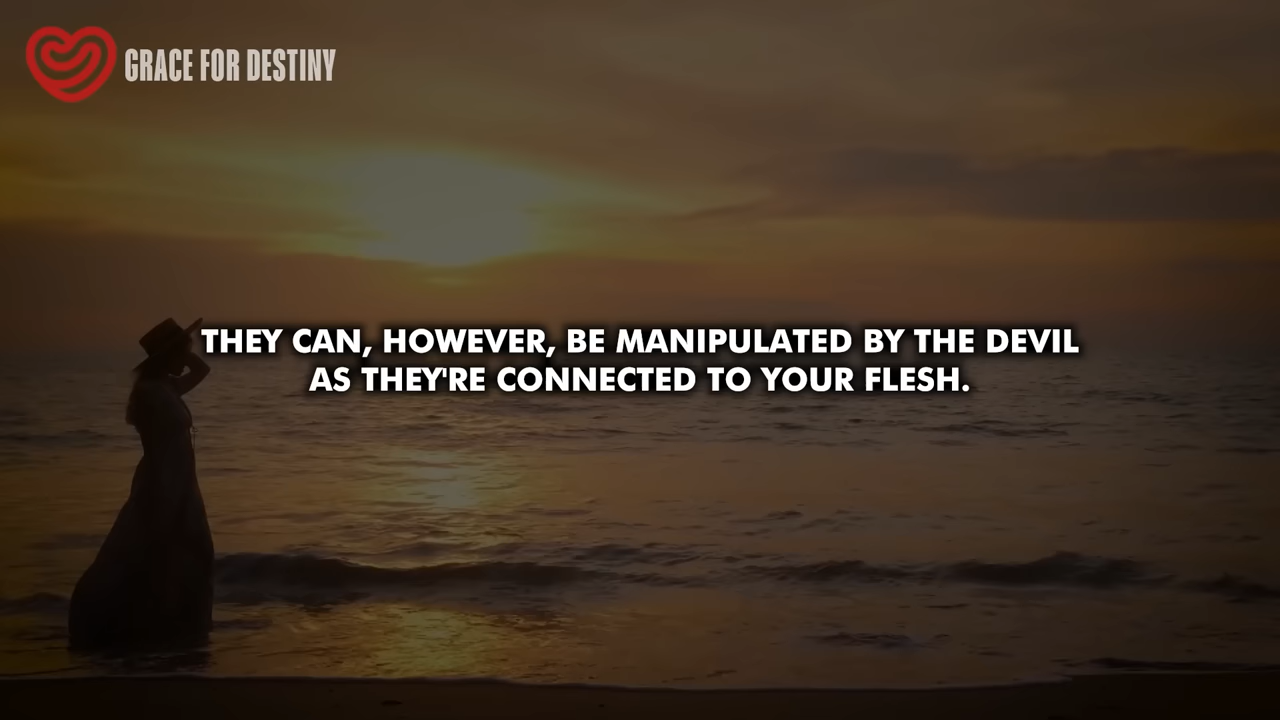 GRACE FOR DESTINY
THEY CAN, HOWEVER, BE MANIPULATED BY THE DEVIL
AS THEY'RE CONNECTED TO YOUR FLESH.